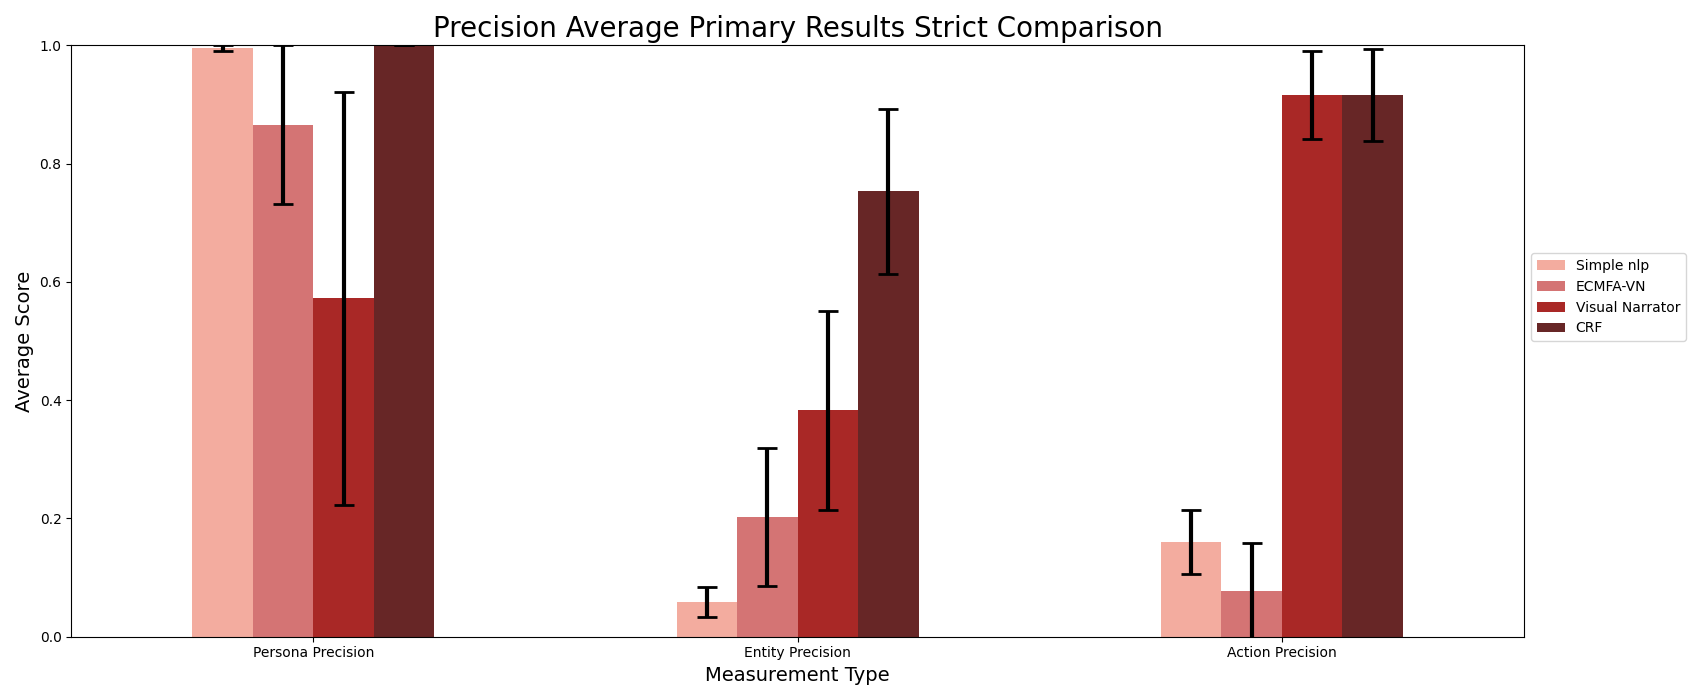 Precision Average Primary Results Strict Comparison
1.0
0.8
0.6
0.4
0.2
0.0
Average Score
Persona Precision
Entity Precision
Action Precision
Measurement Type
Simple nlp
ECMFA-VN
Visual Narrator
CRF